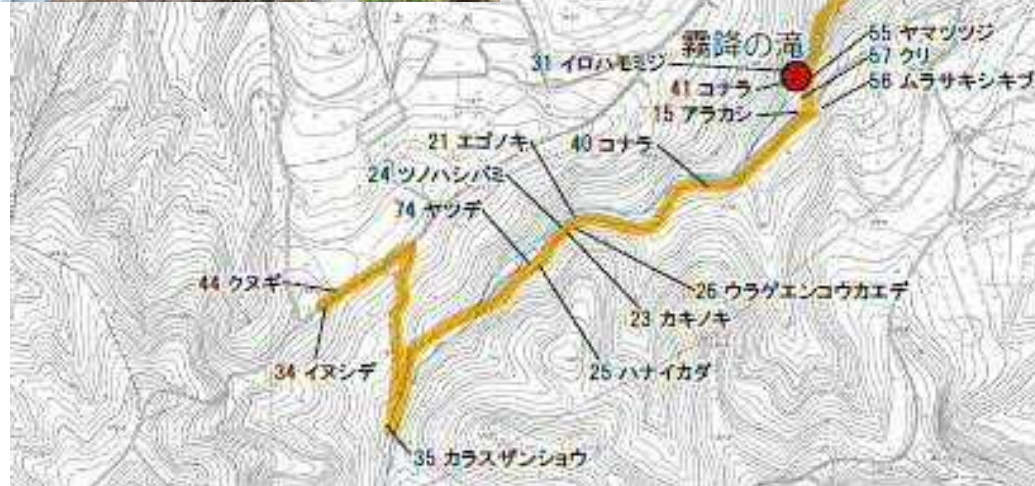 霧降の滝
55 ヤマツツジ
31 イロハモミジ
57 クリ
41 コナラ
56 ムラサキシキブ
15 アラカシ
21 エゴノキ
40 コナラ
24 ツノハシバミ
74 ヤツデ
44 クヌギ
26 ウラゲエンコウカエデ
23 カキノキ
34 イヌシデ
25 ハナイカダ
35 カラスザンショウ